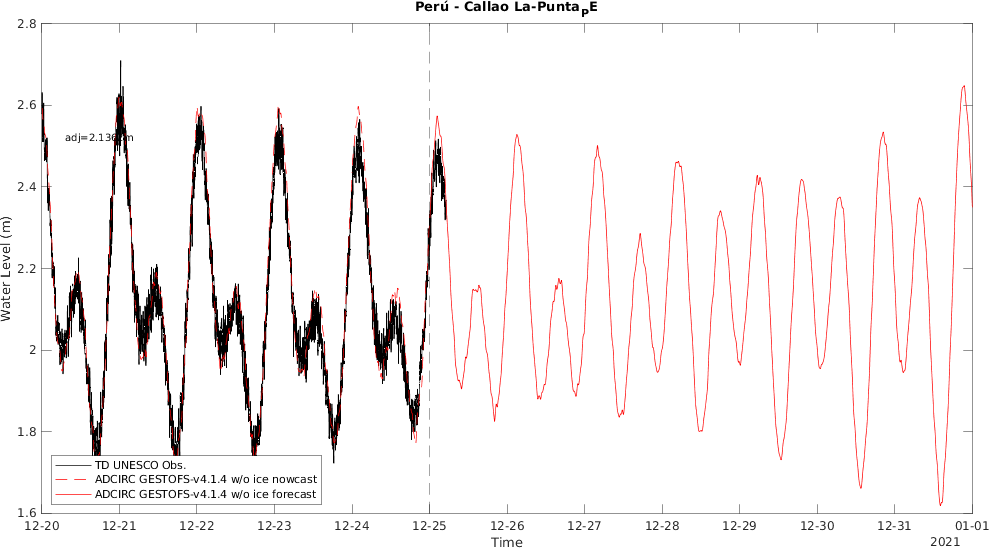 Perú - Callao La-Punta_PE
2.8
2.6
2.4
2.2
2
1.8
1.6
Water Level (m)
TD UNESCO Obs.
ADCIRC GESTOFS-v4.1.4 w/o ice nowcast
ADCIRC GESTOFS-v4.1.4 w/o ice forecast
12-20 12-21 12-22 12-23 12-24 12-25 12-26 12-27 12-28 12-29 12-30 12-31 01-01
Time
2021